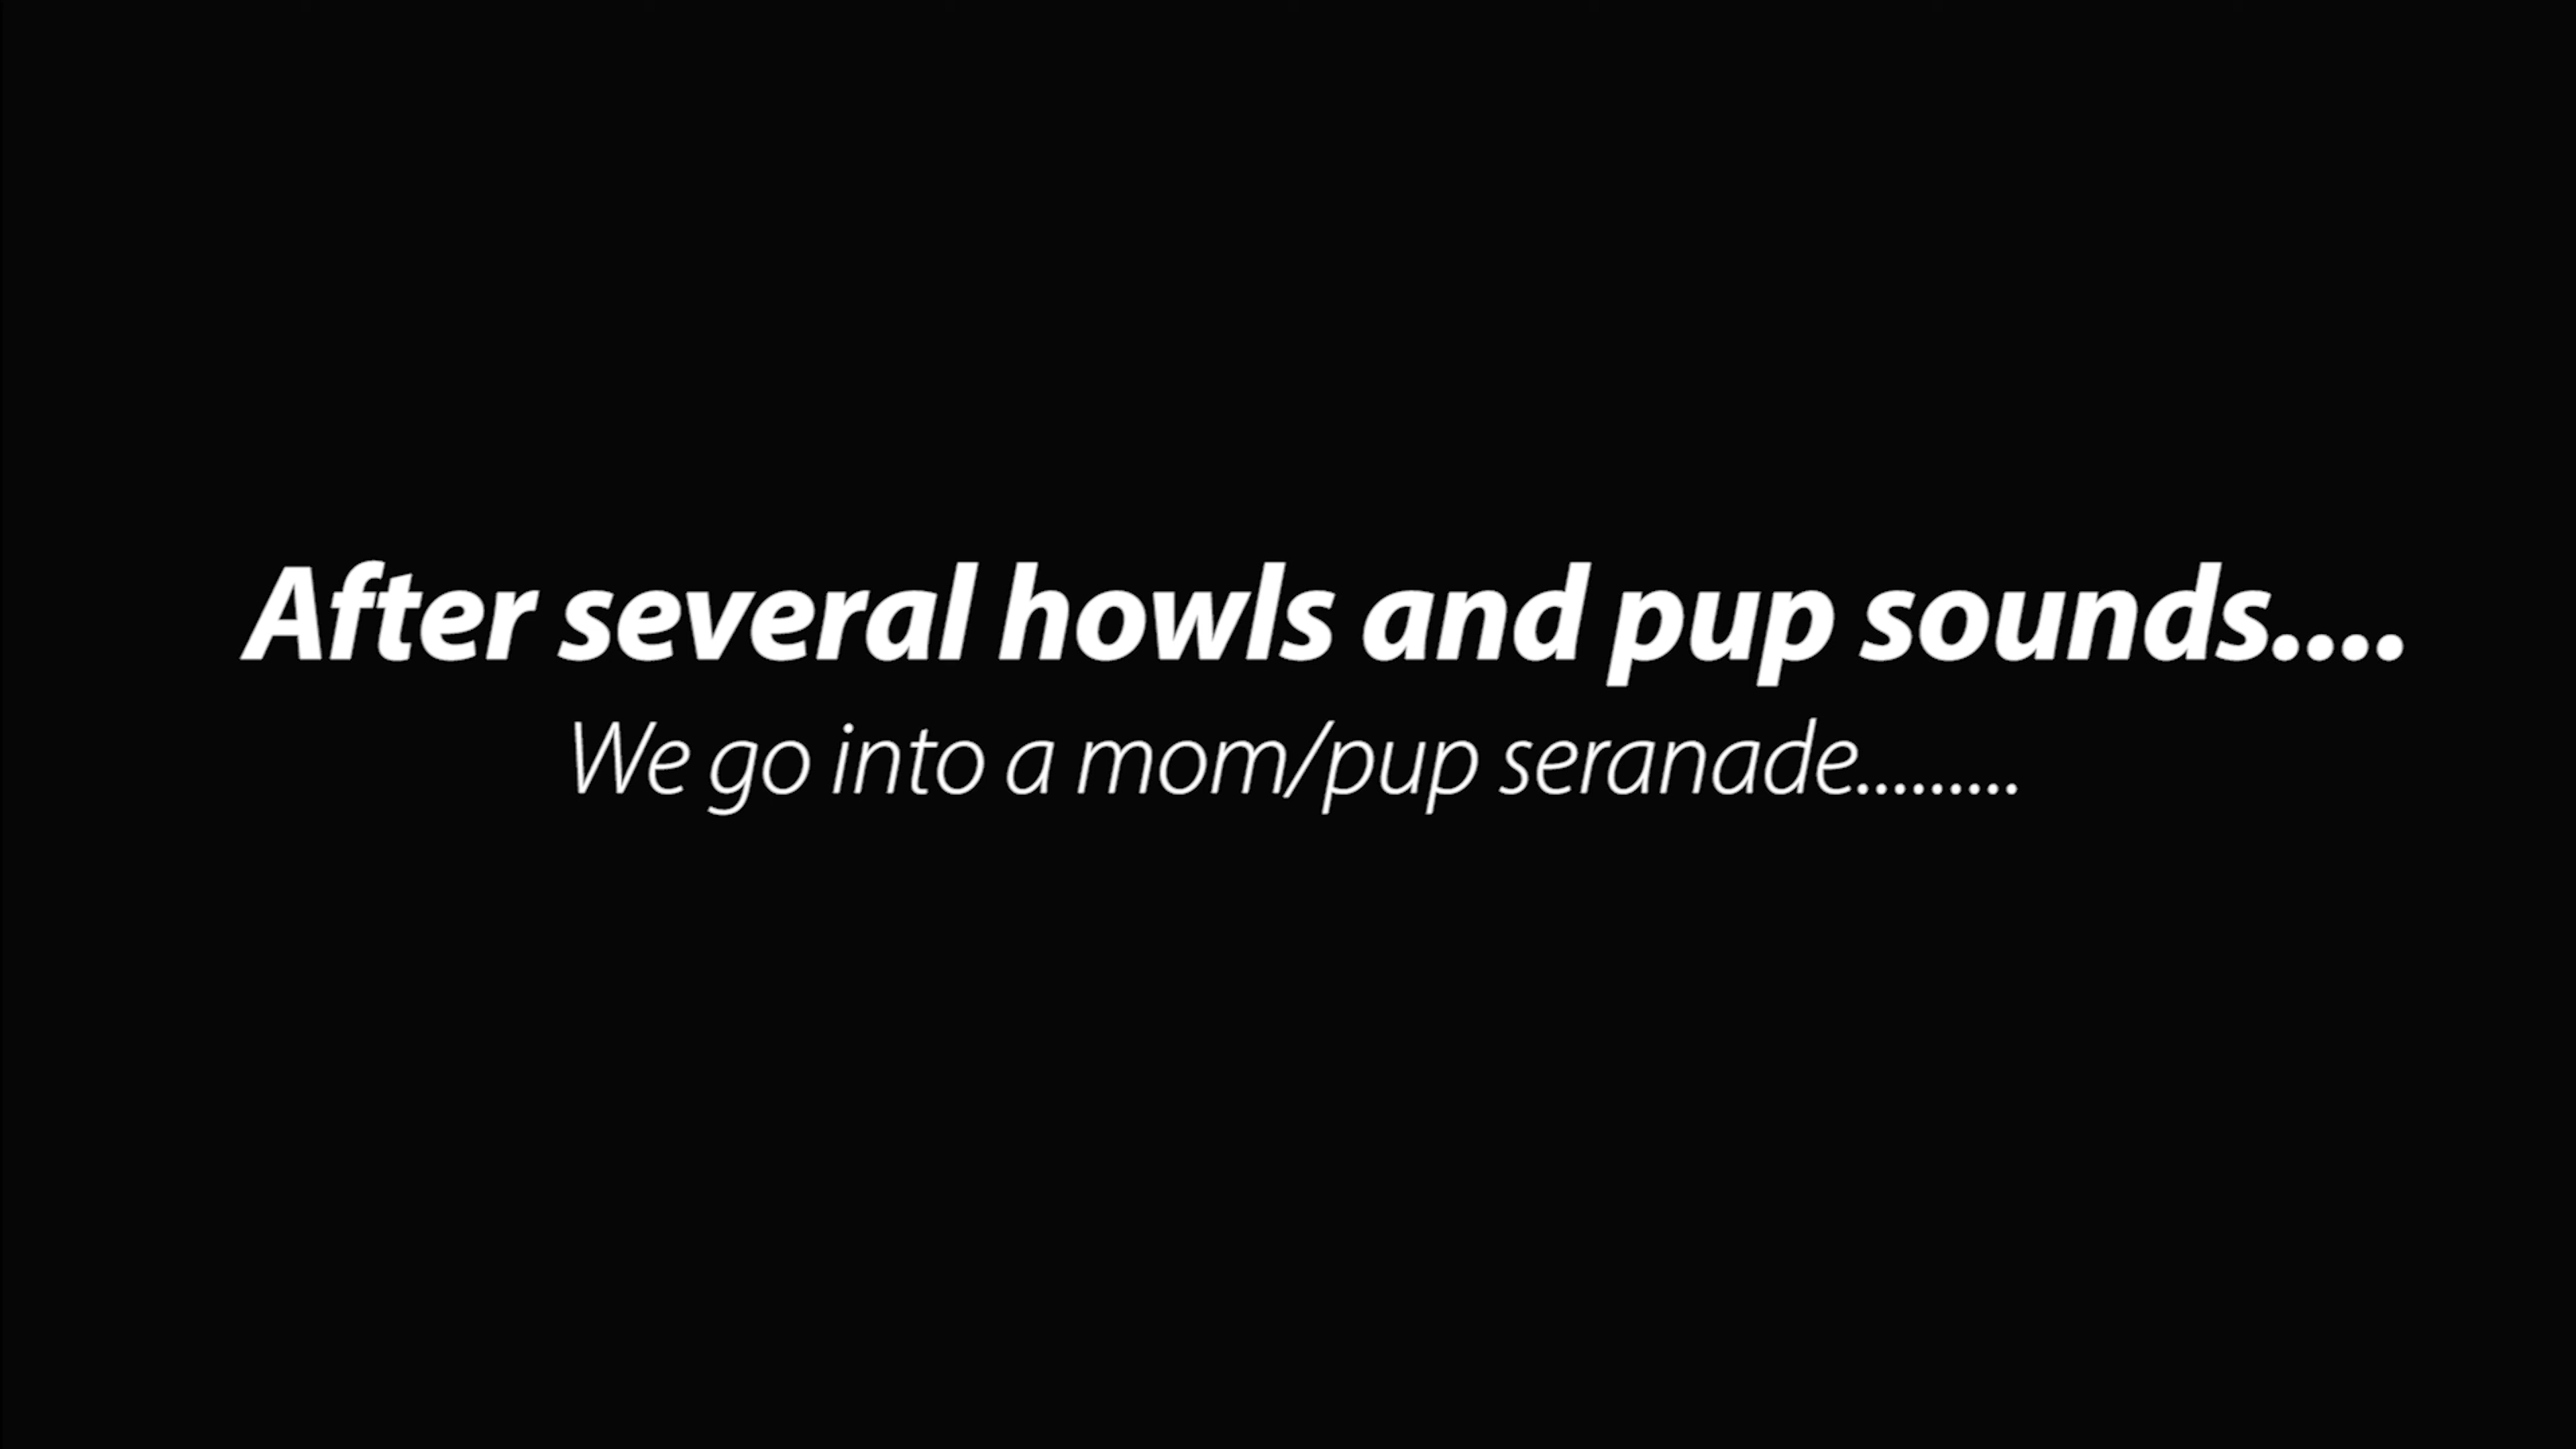 After several howls and pup sounds....
We go into a mom/pup seranade.........